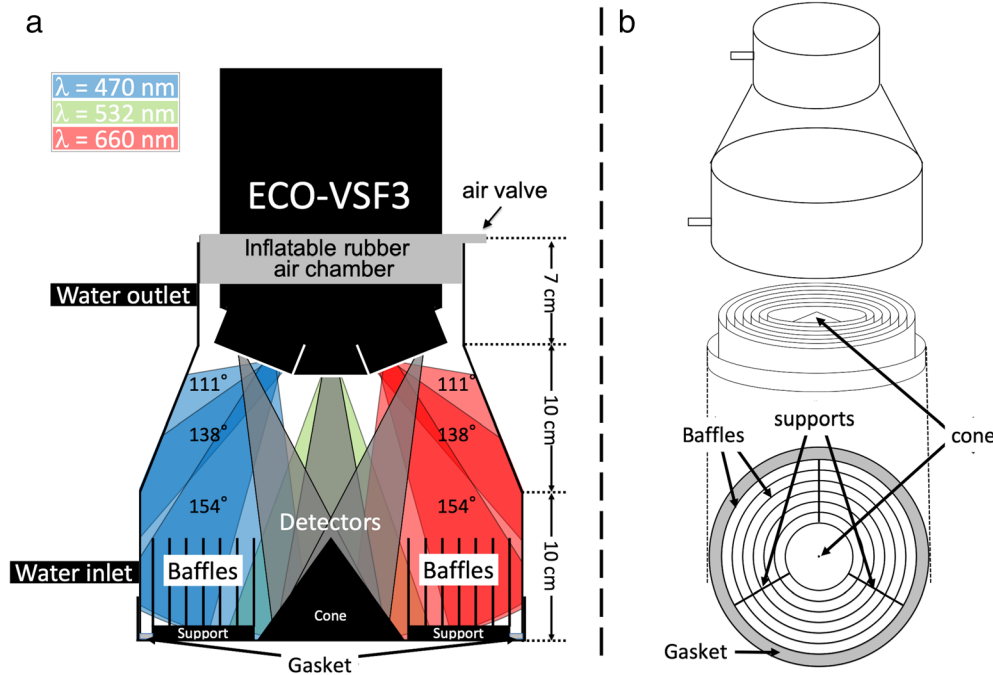 a
b
λ = 470 nm
λ = 532 nm
λ = 660 nm
ECO-VSF3
air valve
Inflatable rubber
air chamber
Water outlet
7 cm
111°
111°
10 cm
138°
138°
154°
154°
Detectors
10 cm
Baffles
Baffles
Water inlet
Cone
Support
Support
Gasket
supports
Baffles
cone
Gasket